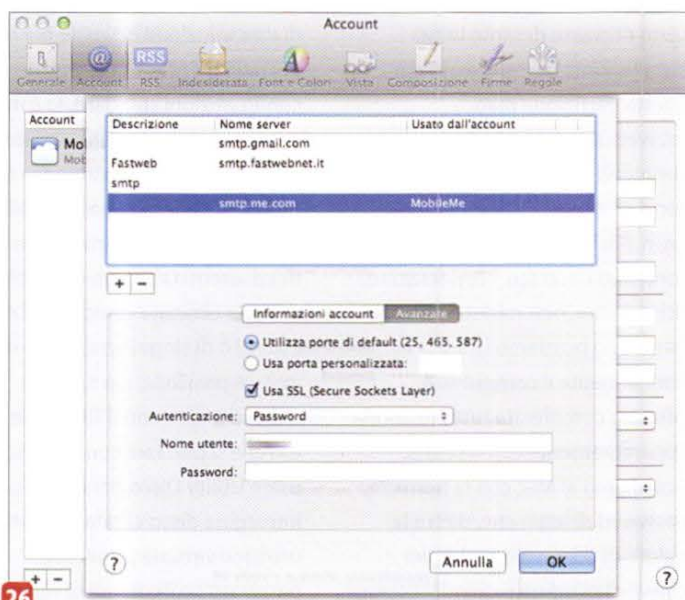 Account
Generale Account RSS Indesiderata Font e Colori Vista Composizione Firme Regole
Account
Descrizione Nome server Usato dall'account
smtp.gmail.com
Fastweb smtp.fastwebnet.it
smtp
smtp.me.com MobileMe
+ -
Informazioni account Avanzate
Utilizza porte di default (25, 465, 587)
Usa porta personalizzata:
Usa SSL (Secure Sockets Layer)
Autenticazione: Password
Nome utente:
Password:
? Annulla OK ?
+ -
26